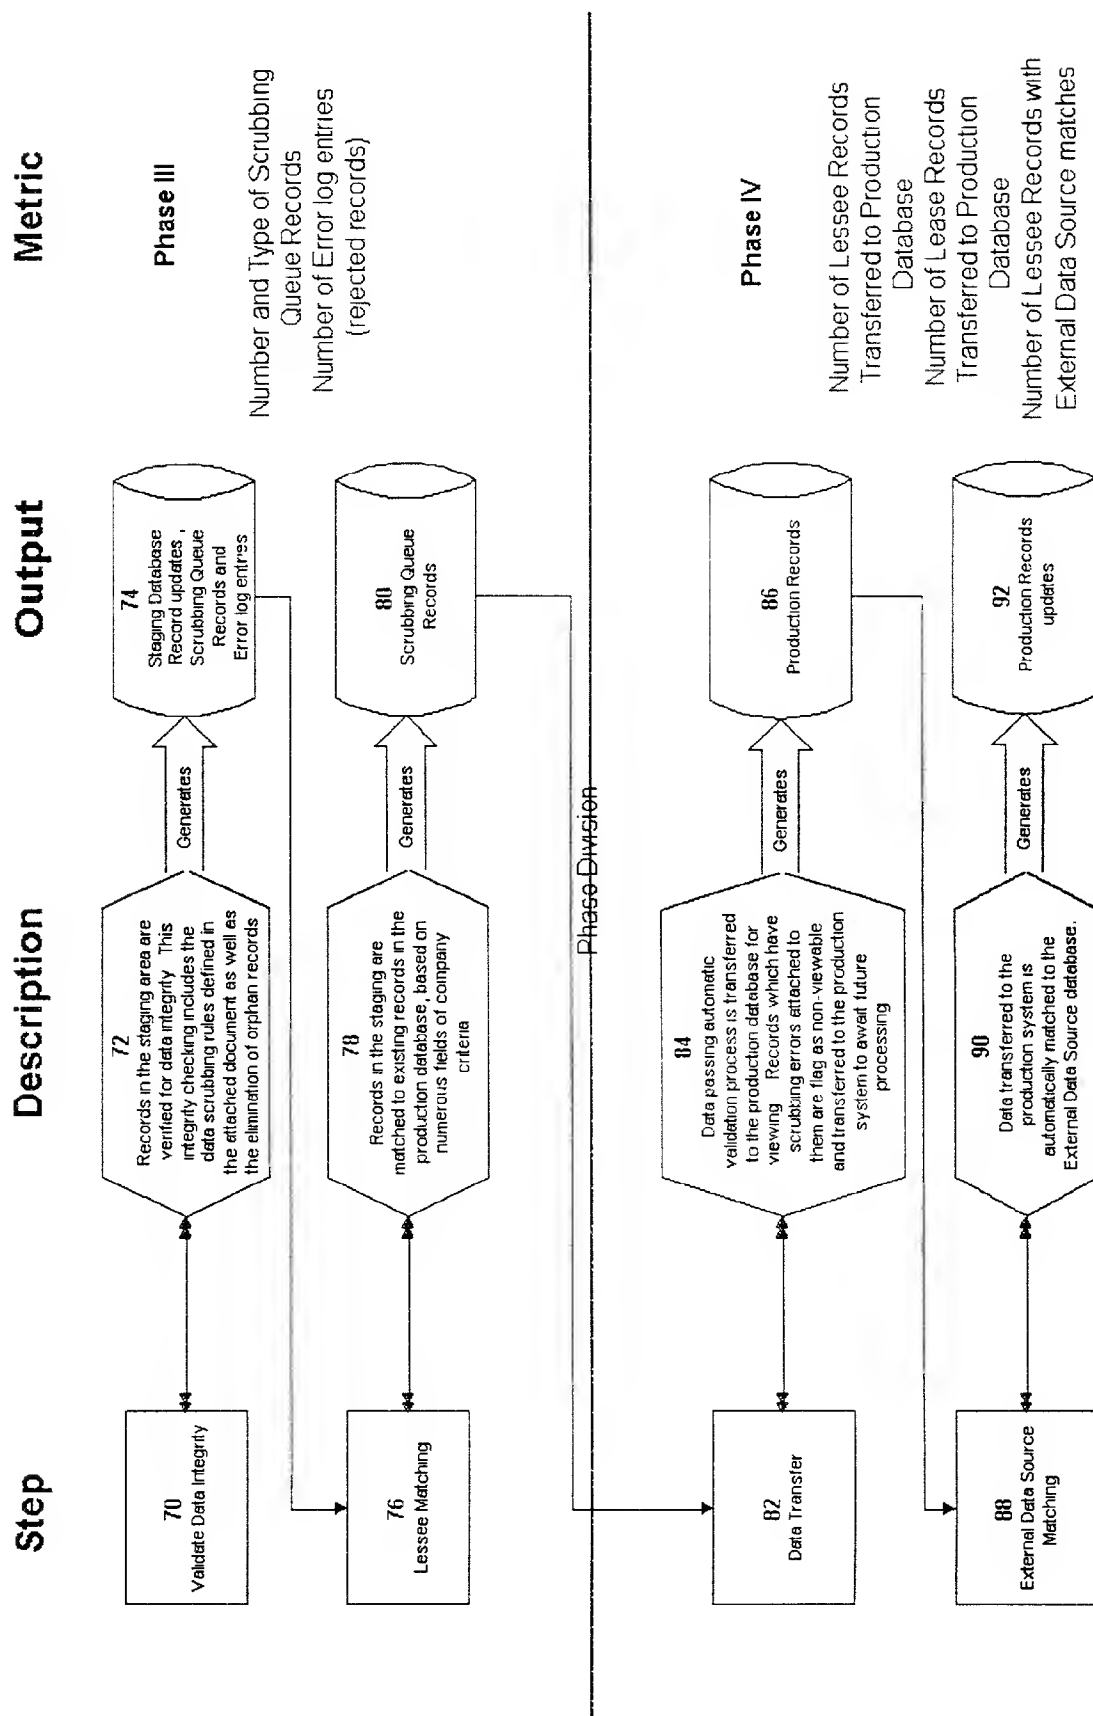 Step
Description
Output
Metric
70
Validate Data Integrity
72
Records in the staging area are
verified for data integrity This
integrity checking includes the
data scrubbing rules defined in
the attached document as well as
the elimination of orphan records
Generates
74
Staging Database
Record updates,
Scrubbing Queue
Records and
Error log entries
Phase III
Number and Type of Scrubbing
Queue Records
Number of Error log entries
(rejected records)
76
Lessee Matching
78
Records in the staging are
matched to existing records in the
production database, based on
numerous fields of company
criteria
Generates
80
Scrubbing Queue
Records
Phase Division
82
Data Transfer
84
Data passing automatic
validation process is transferred
to the production database for
viewing Records which have
scrubbing errors attached to
them are flag as non-viewable
and transferred to the production
system to await future
processing
Generates
86
Production Records
Phase IV
Number of Lessee Records
Transferred to Production
Database
Number of Lease Records
Transferred to Production
Database
Number of Lessee Records with
External Data Source matches
88
External Data Source
Matching
90
Data transferred to the
production system is
automatically matched to the
External Data Source database.
Generates
92
Production Records
updates